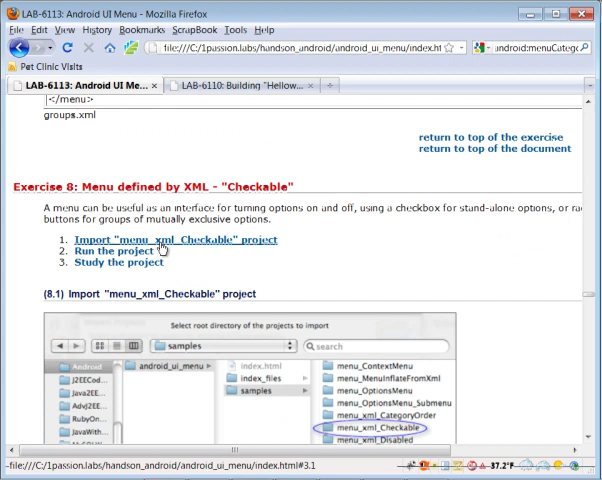 LAB-6113: Android UI Menu - Mozilla Firefox
File Edit View History Bookmarks ScrapBook Tools Help
file:///C:/1passion.labs/handson_android/android_ui_menu/index.ht
android:menuCateg
Pet Clinic Visits
LAB-6113: Android UI Me... × LAB-6110: Building "Hellow... ×
</menu>
groups.xml
return to top of the exercise
return to top of the document
Exercise 8: Menu defined by XML - "Checkable"
A menu can be useful as an interface for turning options on and off, using a checkbox for stand-alone options, or rad
buttons for groups of mutually exclusive options.
1. Import "menu_xml_Checkable" project
2. Run the project
3. Study the project
(8.1) Import "menu_xml_Checkable" project
Select root directory of the projects to import
samples
search
Android android_ui_menu index.html menu_ContextMenu
J2EECod... index_files menu_MenuInflateFromXml
Java2EE... samples menu_OptionsMenu
AdvJ2EE... menu_OptionsMenu_Submenu
RubyOn... menu_xml_CategoryOrder
JavaWith... menu_xml_Checkable
menu_xml_Disabled
file:///C:/1passion.labs/handson_android/android_ui_menu/index.html#3.1
37.2°F